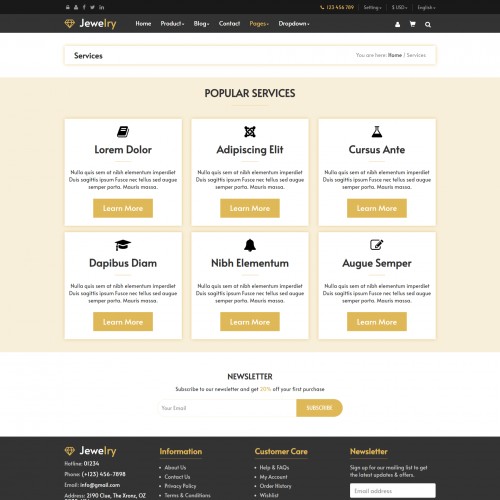 123 456 789 Setting $ USD English
Jewelry Home Product Blog Contact Pages Dropdown
Services You are here: Home / Services
POPULAR SERVICES
Lorem Dolor
Nulla quis sem at nibh elementum imperdiet
Duis sagittis ipsum Fusce nec tellus sed augue
semper porta. Mauris massa.
Learn More
Adipiscing Elit
Nulla quis sem at nibh elementum imperdiet
Duis sagittis ipsum Fusce nec tellus sed augue
semper porta. Mauris massa.
Learn More
Cursus Ante
Nulla quis sem at nibh elementum imperdiet
Duis sagittis ipsum Fusce nec tellus sed augue
semper porta. Mauris massa.
Learn More
Dapibus Diam
Nulla quis sem at nibh elementum imperdiet
Duis sagittis ipsum Fusce nec tellus sed augue
semper porta. Mauris massa.
Learn More
Nibh Elementum
Nulla quis sem at nibh elementum imperdiet
Duis sagittis ipsum Fusce nec tellus sed augue
semper porta. Mauris massa.
Learn More
Augue Semper
Nulla quis sem at nibh elementum imperdiet
Duis sagittis ipsum Fusce nec tellus sed augue
semper porta. Mauris massa.
Learn More
NEWSLETTER
Subscribe to our newsletter and get 20% off your first purchase
Your Email SUBSCRIBE
Jewelry
Hotline: 01234
Phone: (+123) 456-7898
Email: info@gmail.com
Address: 2190 Clae, The Xronz, OZ
Information
About Us
Contact Us
Privacy Policy
Terms & Conditions
Customer Care
Help & FAQs
My Account
Order History
Wishlist
Newsletter
Sign up for our mailing list to get
the latest updates & offers.
Email address